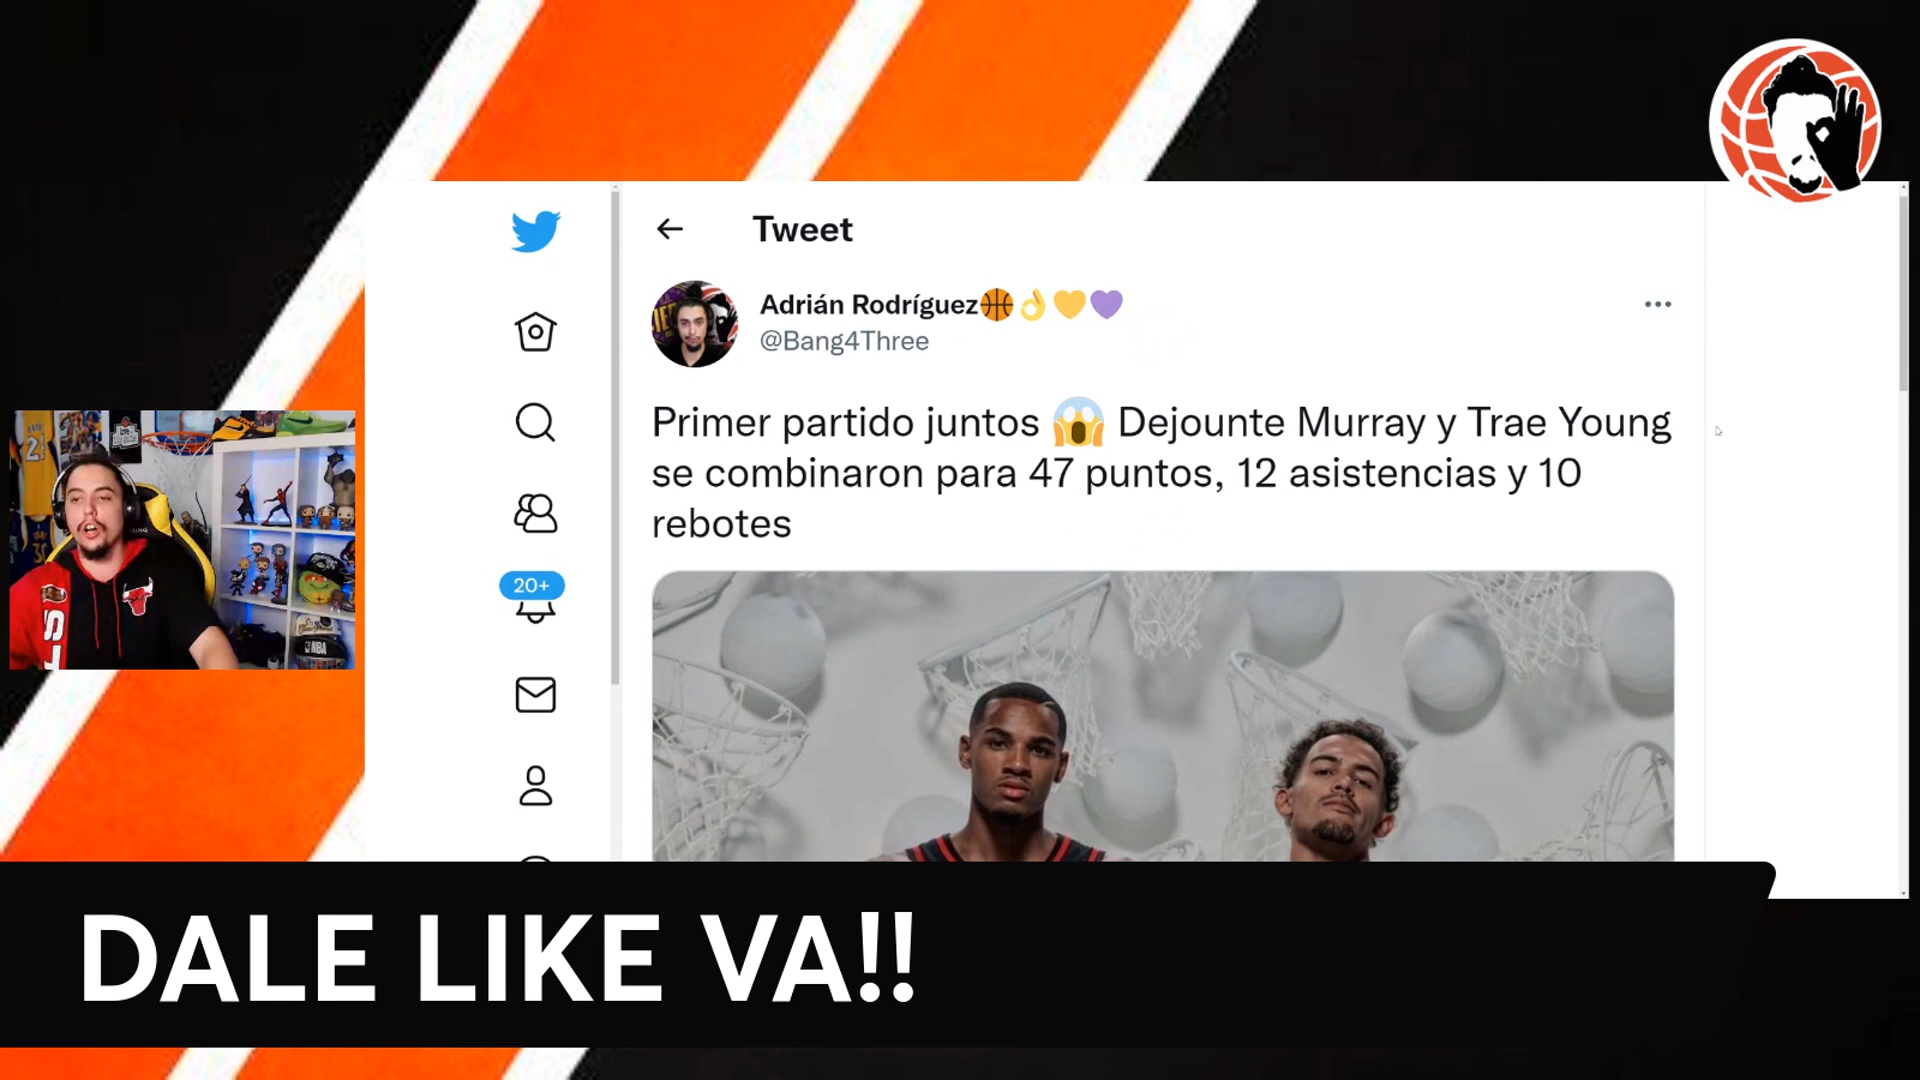 Tweet
Adrián Rodríguez🏀👌💛💜
@Bang4Three
Primer partido juntos 😱 Dejounte Murray y Trae Young
se combinaron para 47 puntos, 12 asistencias y 10
rebotes
20+
NBA
DALE LIKE VA!!